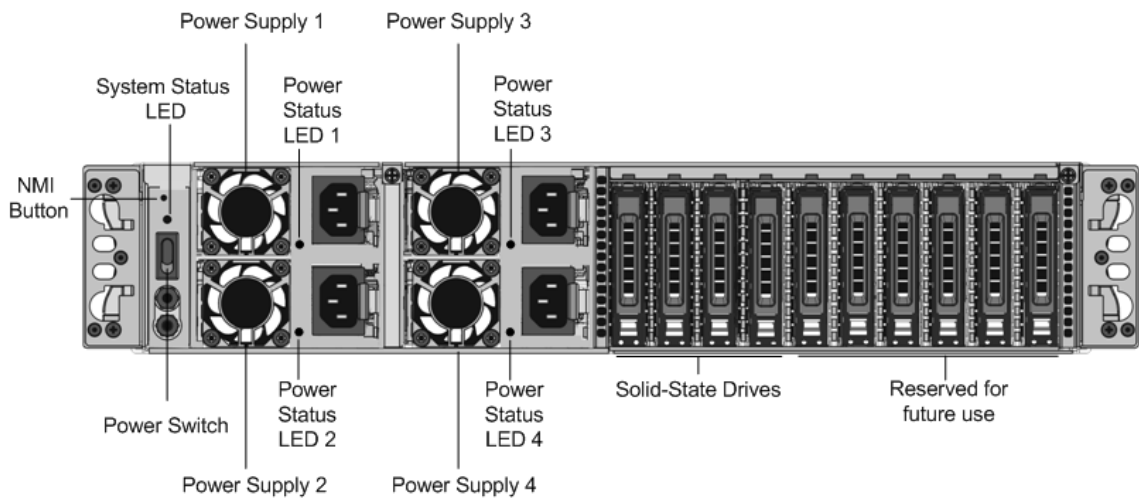 Power Supply 1
Power Supply 3
System Status
LED
Power
Status
LED 1
Power
Status
LED 3
NMI
Button
Power Switch
Power
Status
LED 2
Power
Status
LED 4
Solid-State Drives
Reserved for
future use
Power Supply 2
Power Supply 4